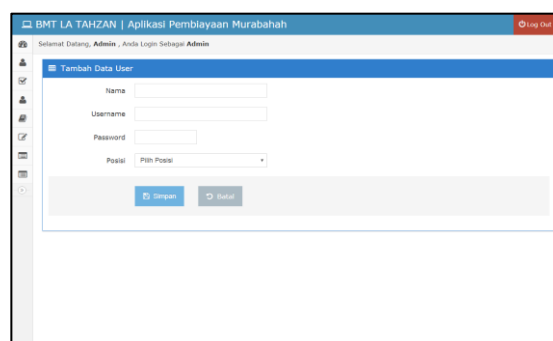 BMT LA TAHZAN | Aplikasi Pembiayaan Murabahah
Log Out
Selamat Datang, Admin , Anda Login Sebagai Admin
Tambah Data User
Nama
Username
Password
Posisi
Pilih Posisi
Simpan
Batal